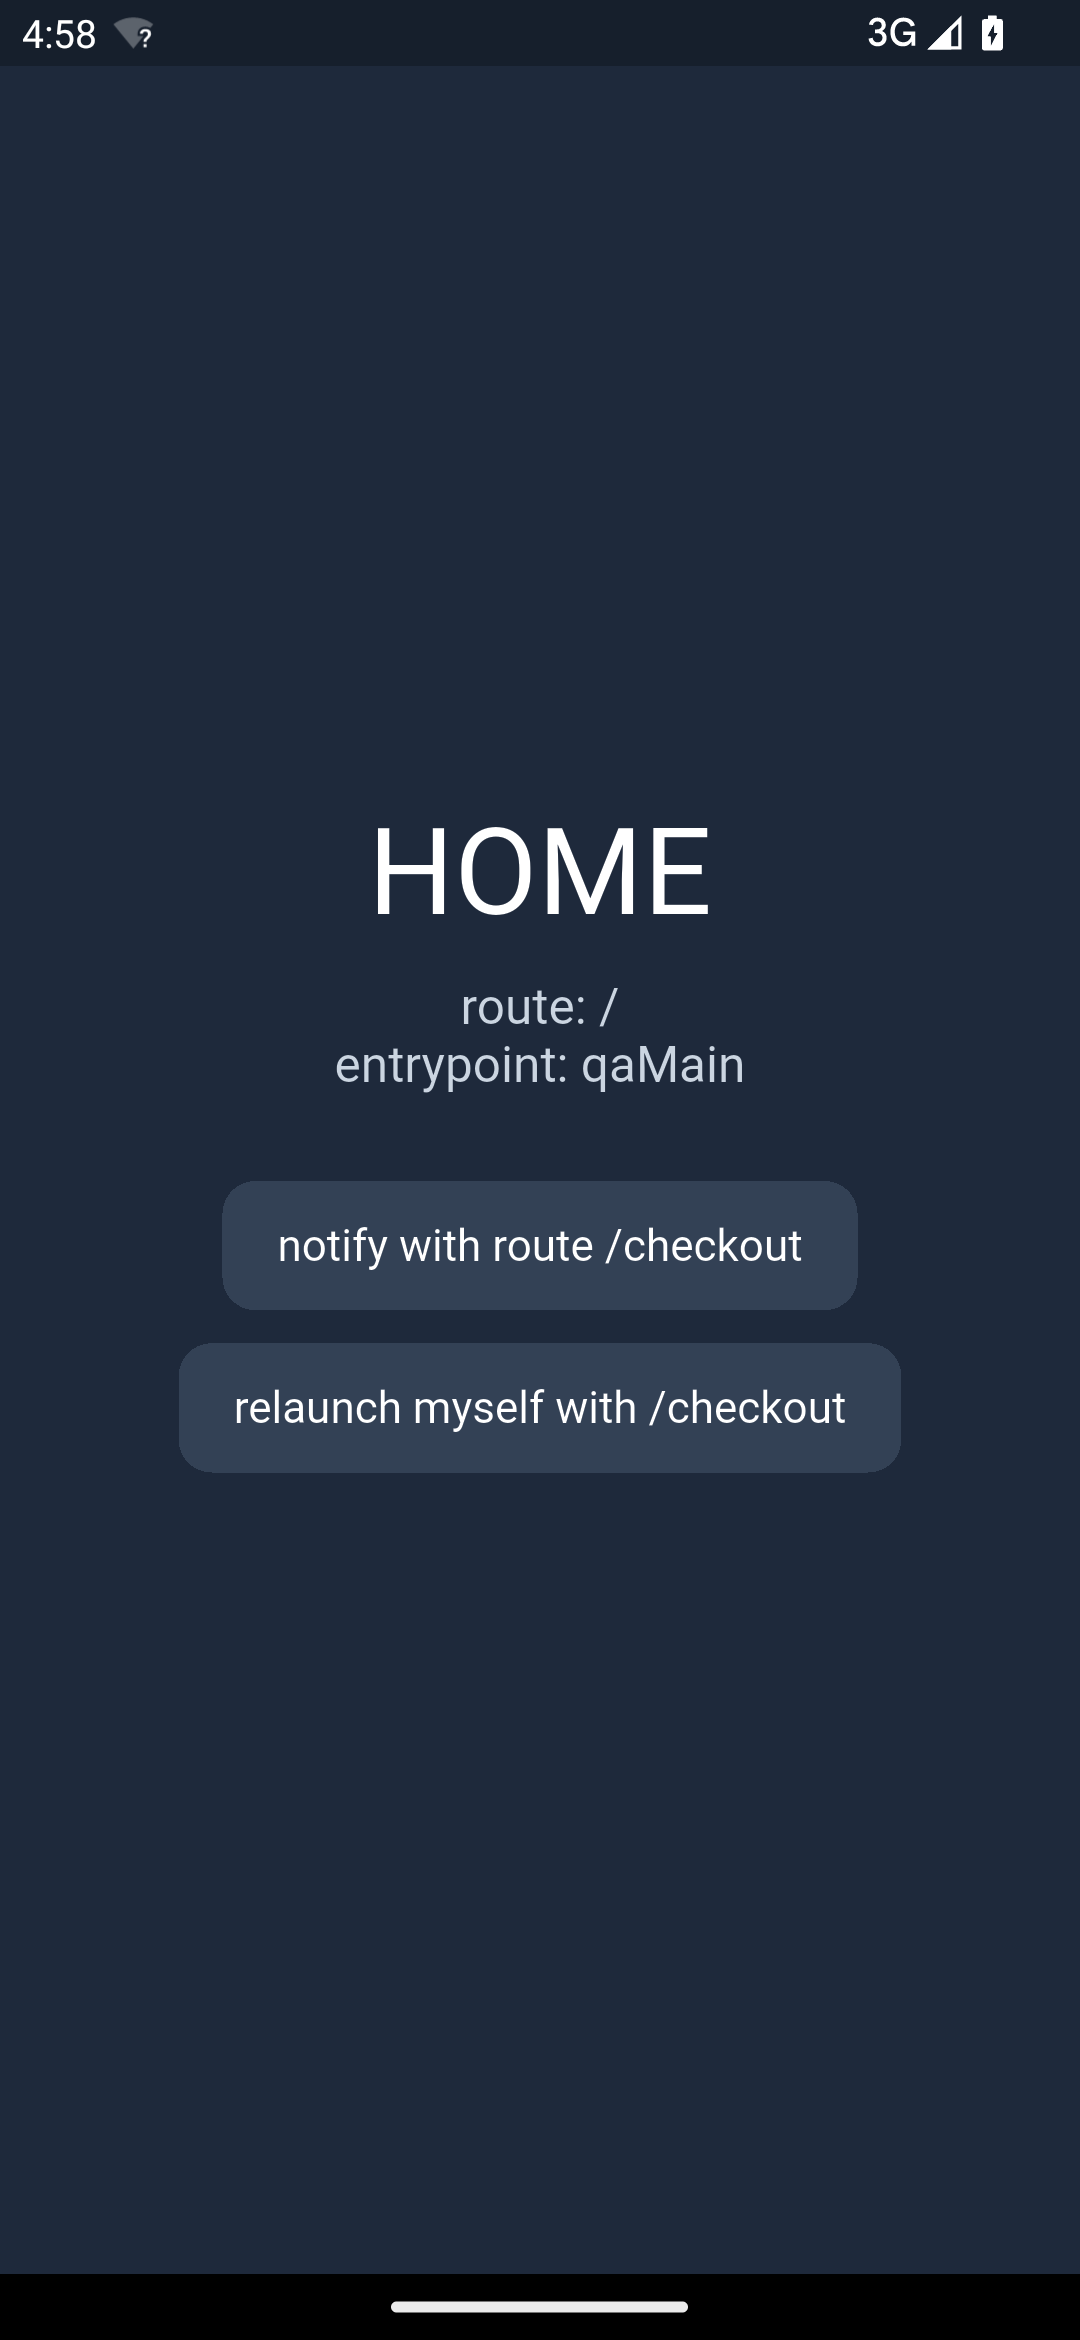 4:58
3G
HOME
route: /
entrypoint: qaMain
notify with route /checkout
relaunch myself with /checkout